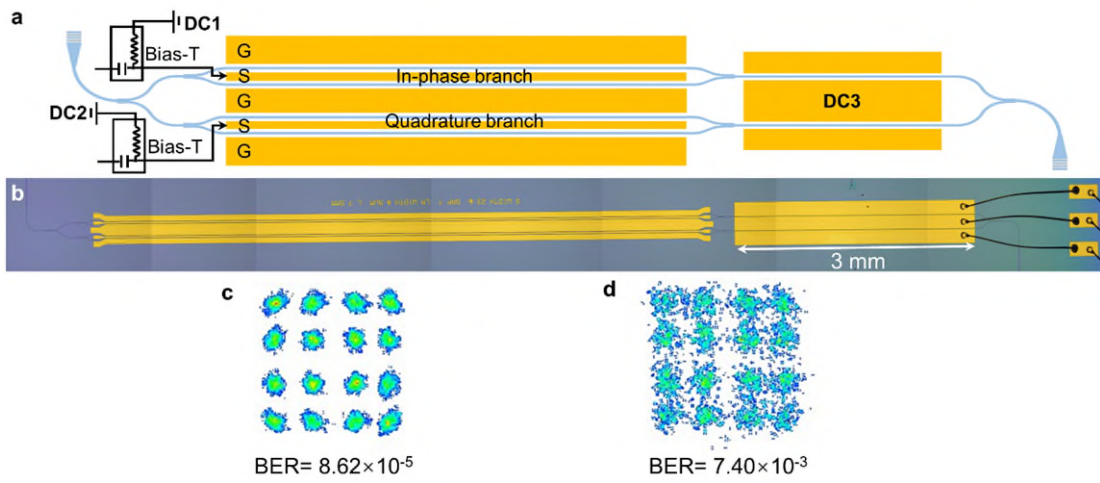 a
DC1
Bias-T
G
S
In-phase branch
G
DC3
DC2
S
Quadrature branch
Bias-T
G
b
3 mm
c
d
BER= 8.62×10-5
BER= 7.40×10-3